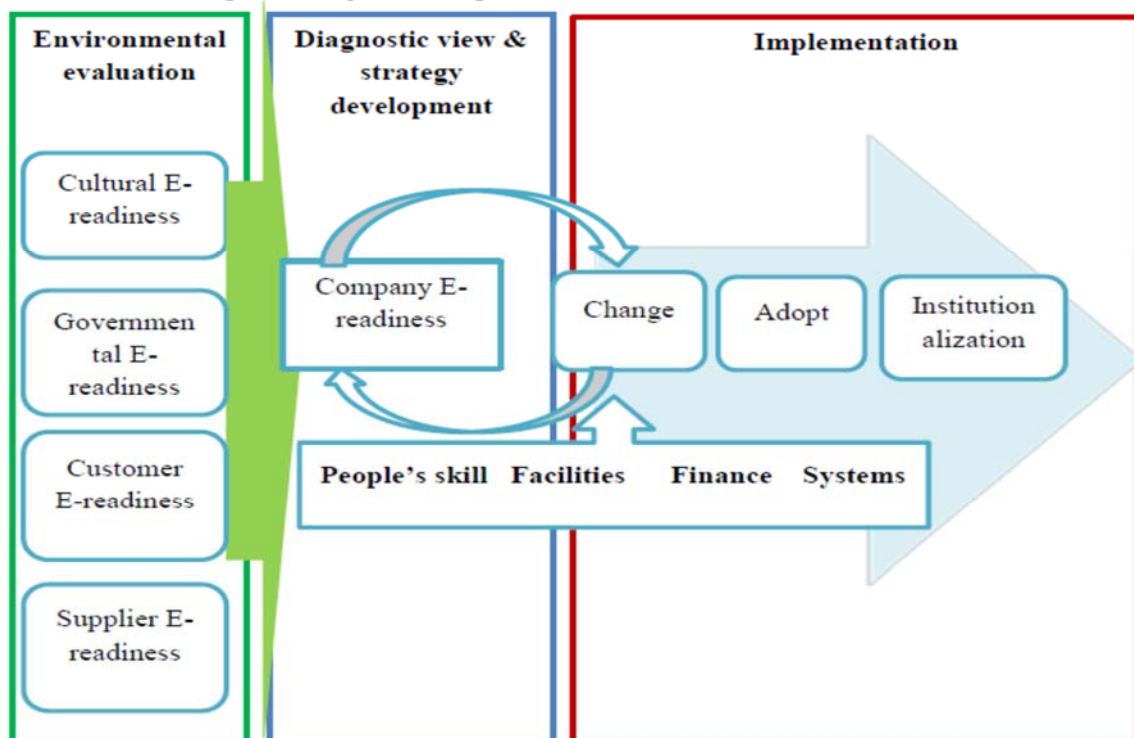 Environmental
evaluation
Cultural E-
readiness
Governmen
tal E-
readiness
Customer
E-readiness
Supplier E-
readiness
Diagnostic view &
strategy
development
Company E-
readiness
Implementation
Change
Adopt
Institution
alization
People’s skill Facilities Finance Systems